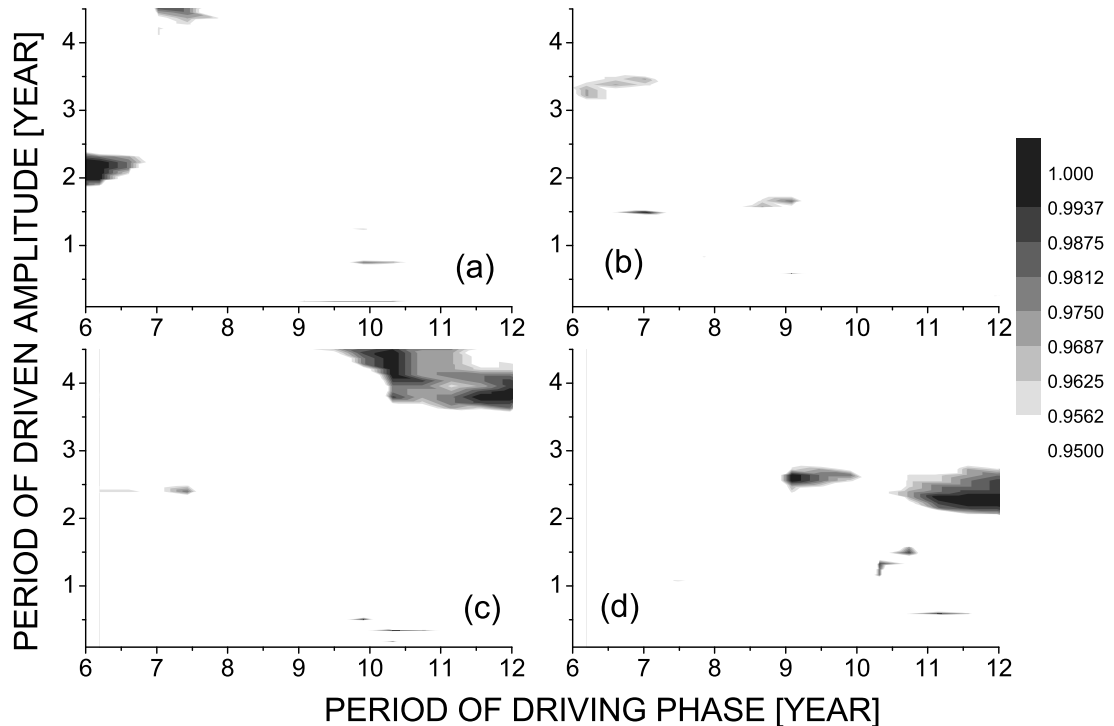 PERIOD OF DRIVEN AMPLITUDE [YEAR]
4
3
2
1
6 7 8 9 10 11 12
(a)
4
3
2
1
6 7 8 9 10 11 12
(b)
4
3
2
1
6 7 8 9 10 11 12
(c)
4
3
2
1
6 7 8 9 10 11 12
(d)
1.000
0.9937
0.9875
0.9812
0.9750
0.9687
0.9625
0.9562
0.9500
PERIOD OF DRIVING PHASE [YEAR]